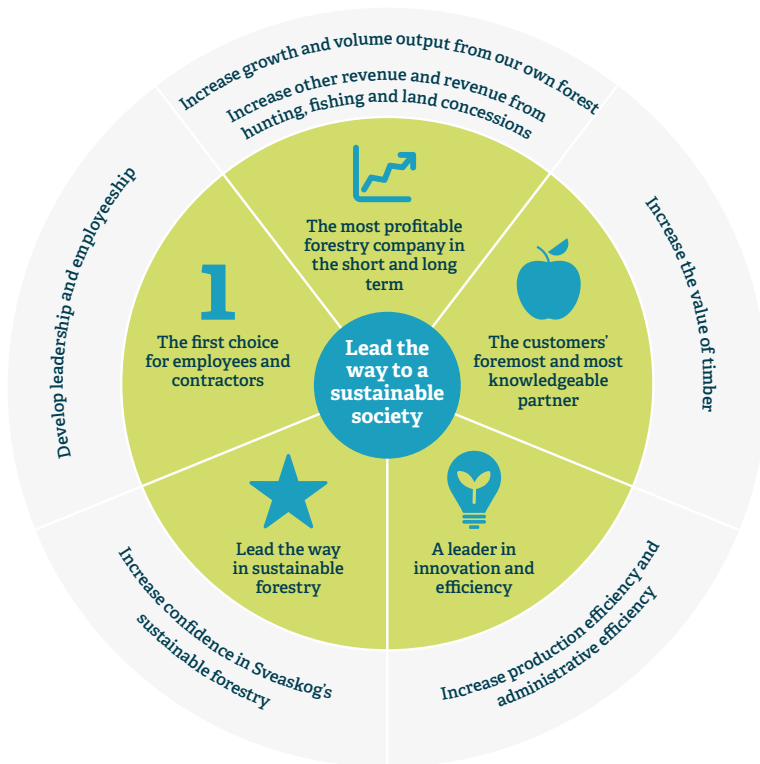 Increase growth and volume output from our own forest
Increase other revenue and revenue from
hunting, fishing and land concessions
The most profitable
forestry company in
the short and long
term
Increase the value of timber
The customers’
foremost and most
knowledgeable
partner
Increase production efficiency and
administrative efficiency
A leader in
innovation and
efficiency
Increase confidence in Sveaskog’s
sustainable forestry
Lead the way
in sustainable
forestry
Develop leadership and employeeship
1
The first choice
for employees and
contractors
Lead the
way to a
sustainable
society